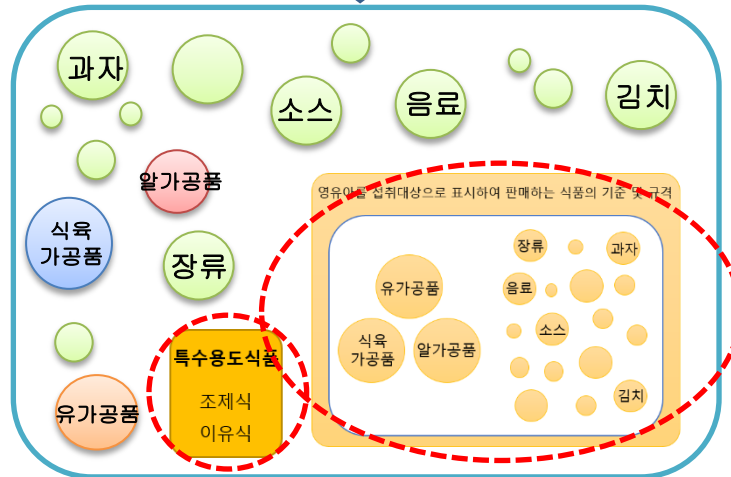 과자
소스
음료
김치
알가공품
영유아를 섭취대상으로 표시하여 판매하는 식품의 기준 및 규격
식육
가공품
장류
장류
과자
유가공품
음료
식육
가공품
알가공품
소스
특수용도식품
조제식
이유식
유가공품
김치